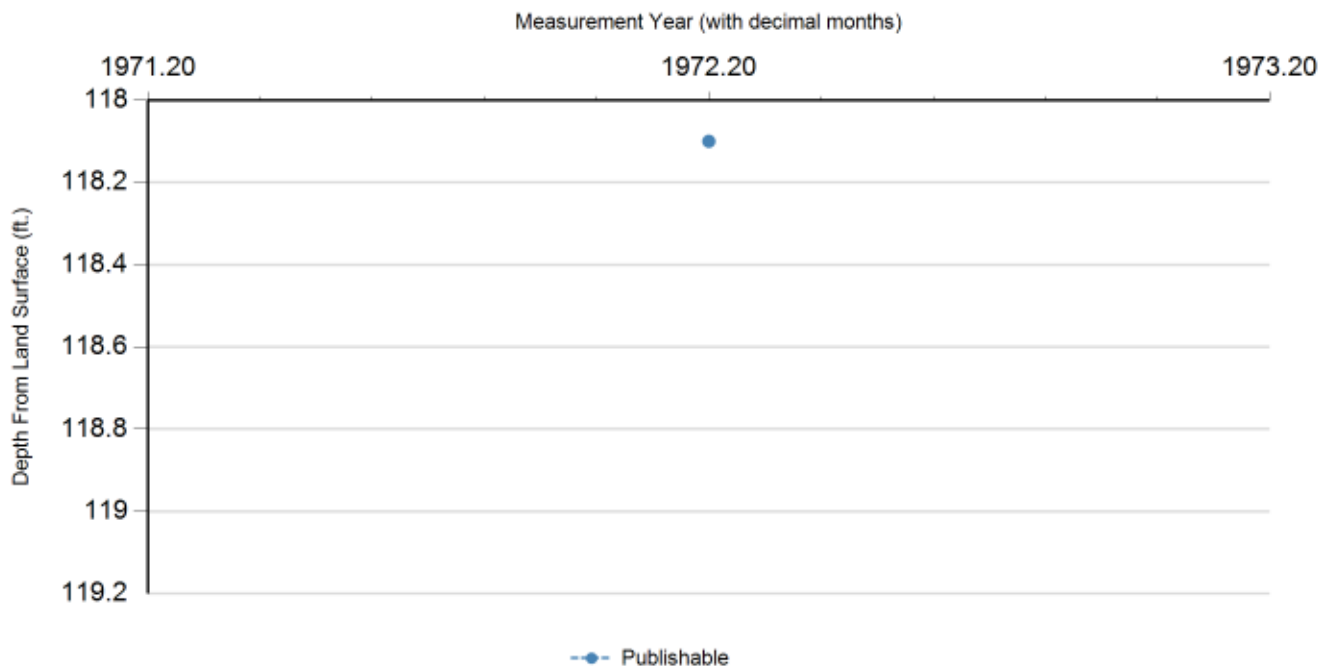 Measurement Year (with decimal months)
1971.20 1972.20 1973.20
118
118.2
118.4
118.6
118.8
119
119.2
Depth From Land Surface (ft.)
Publishable